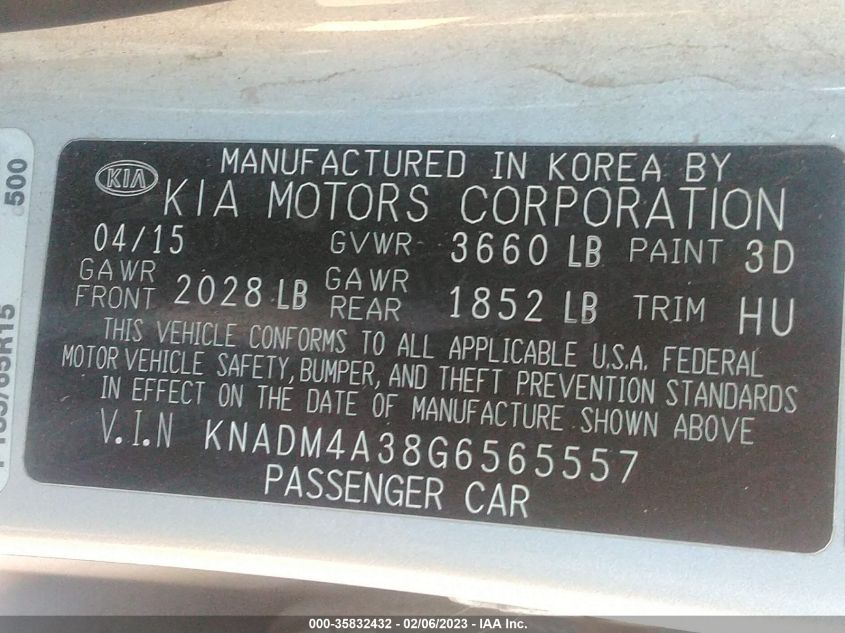 KIA
MANUFACTURED IN KOREA BY
KIA MOTORS CORPORATION
04/15 GVWR 3660 LB PAINT 3D
GAWR FRONT 2028 LB GAWR REAR 1852 LB TRIM HU
THIS VEHICLE CONFORMS TO ALL APPLICABLE U.S.A. FEDERAL
MOTOR VEHICLE SAFETY, BUMPER, AND THEFT PREVENTION STANDARDS
IN EFFECT ON THE DATE OF MANUFACTURE SHOWN ABOVE
V.I.N KNADM4A38G6565557
PASSENGER CAR
500
000-35832432 - 02/06/2023 - IAA Inc.